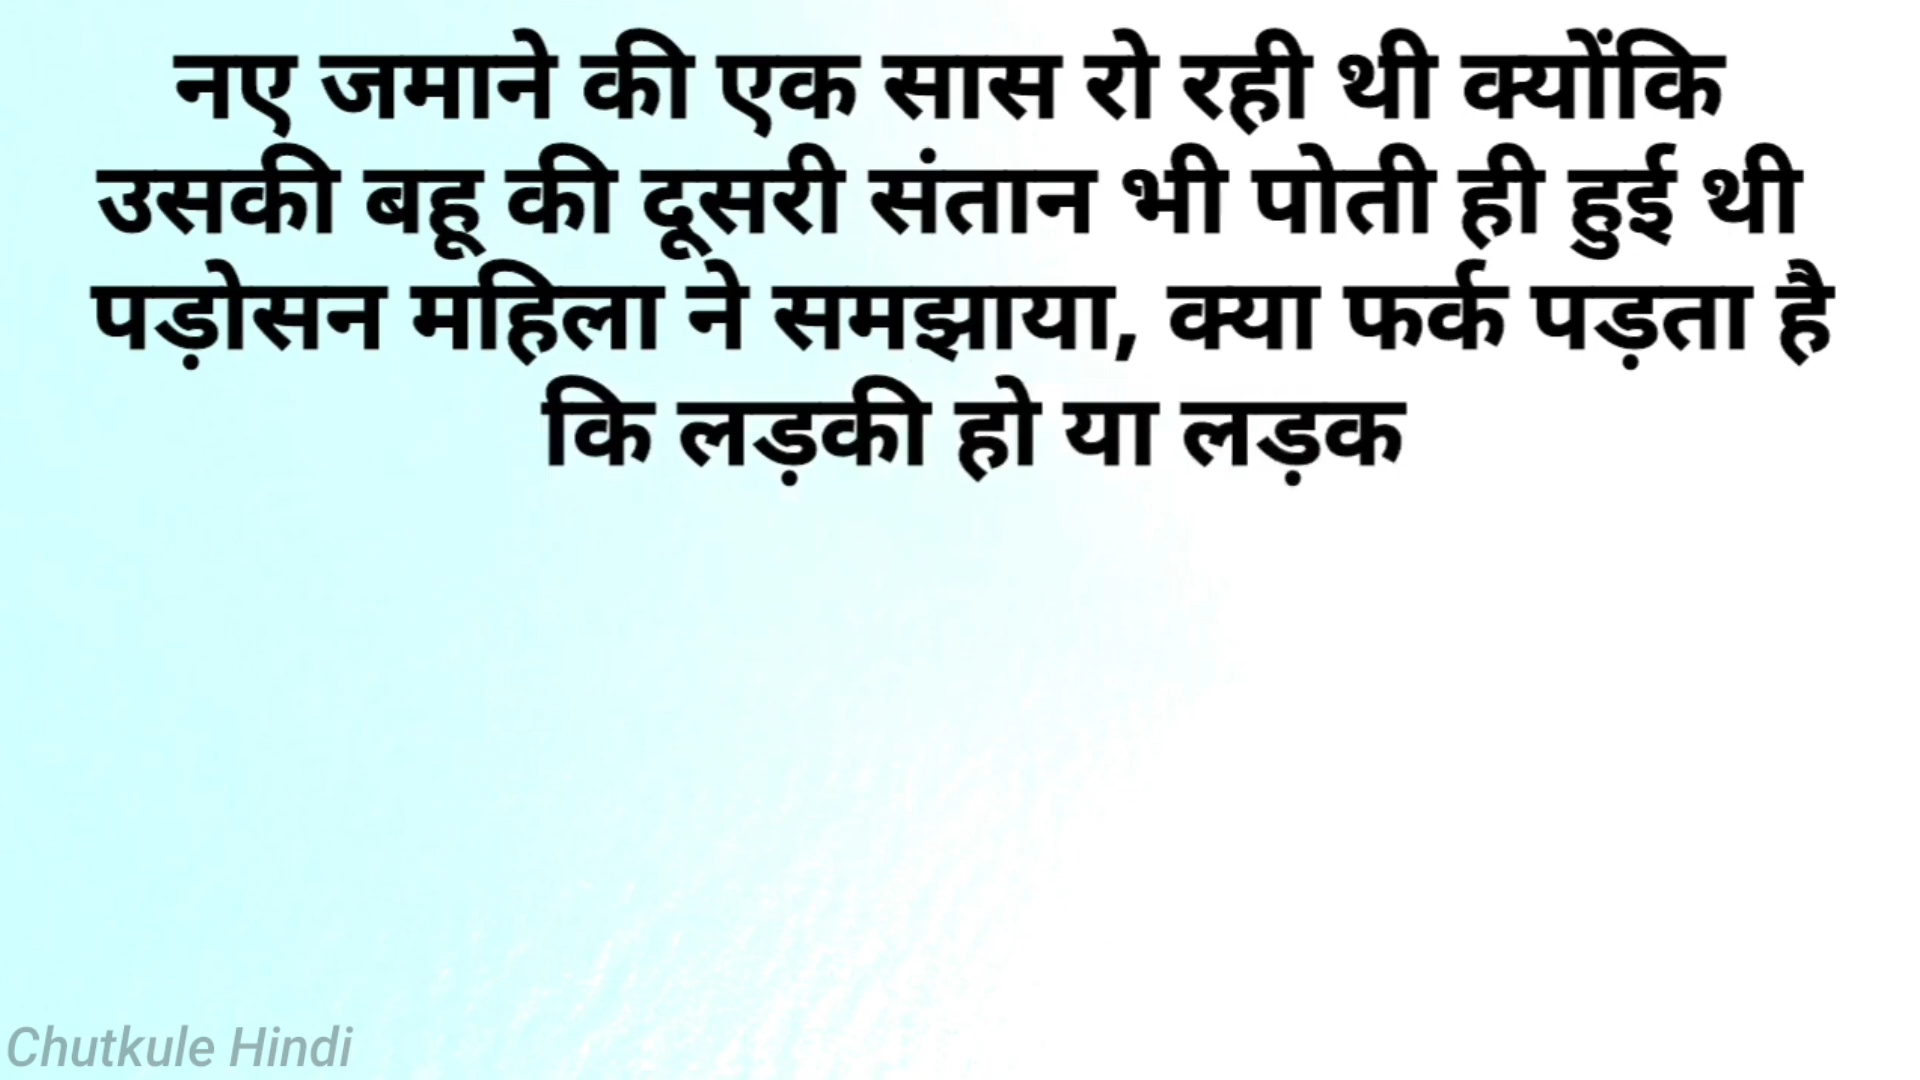 नए जमाने की एक सास रो रही थी क्योंकि
उसकी बहू की दूसरी संतान भी पोती ही हुई थी
पड़ोसन महिला ने समझाया, क्या फर्क पड़ता है
कि लड़की हो या लड़क
Chutkule Hindi